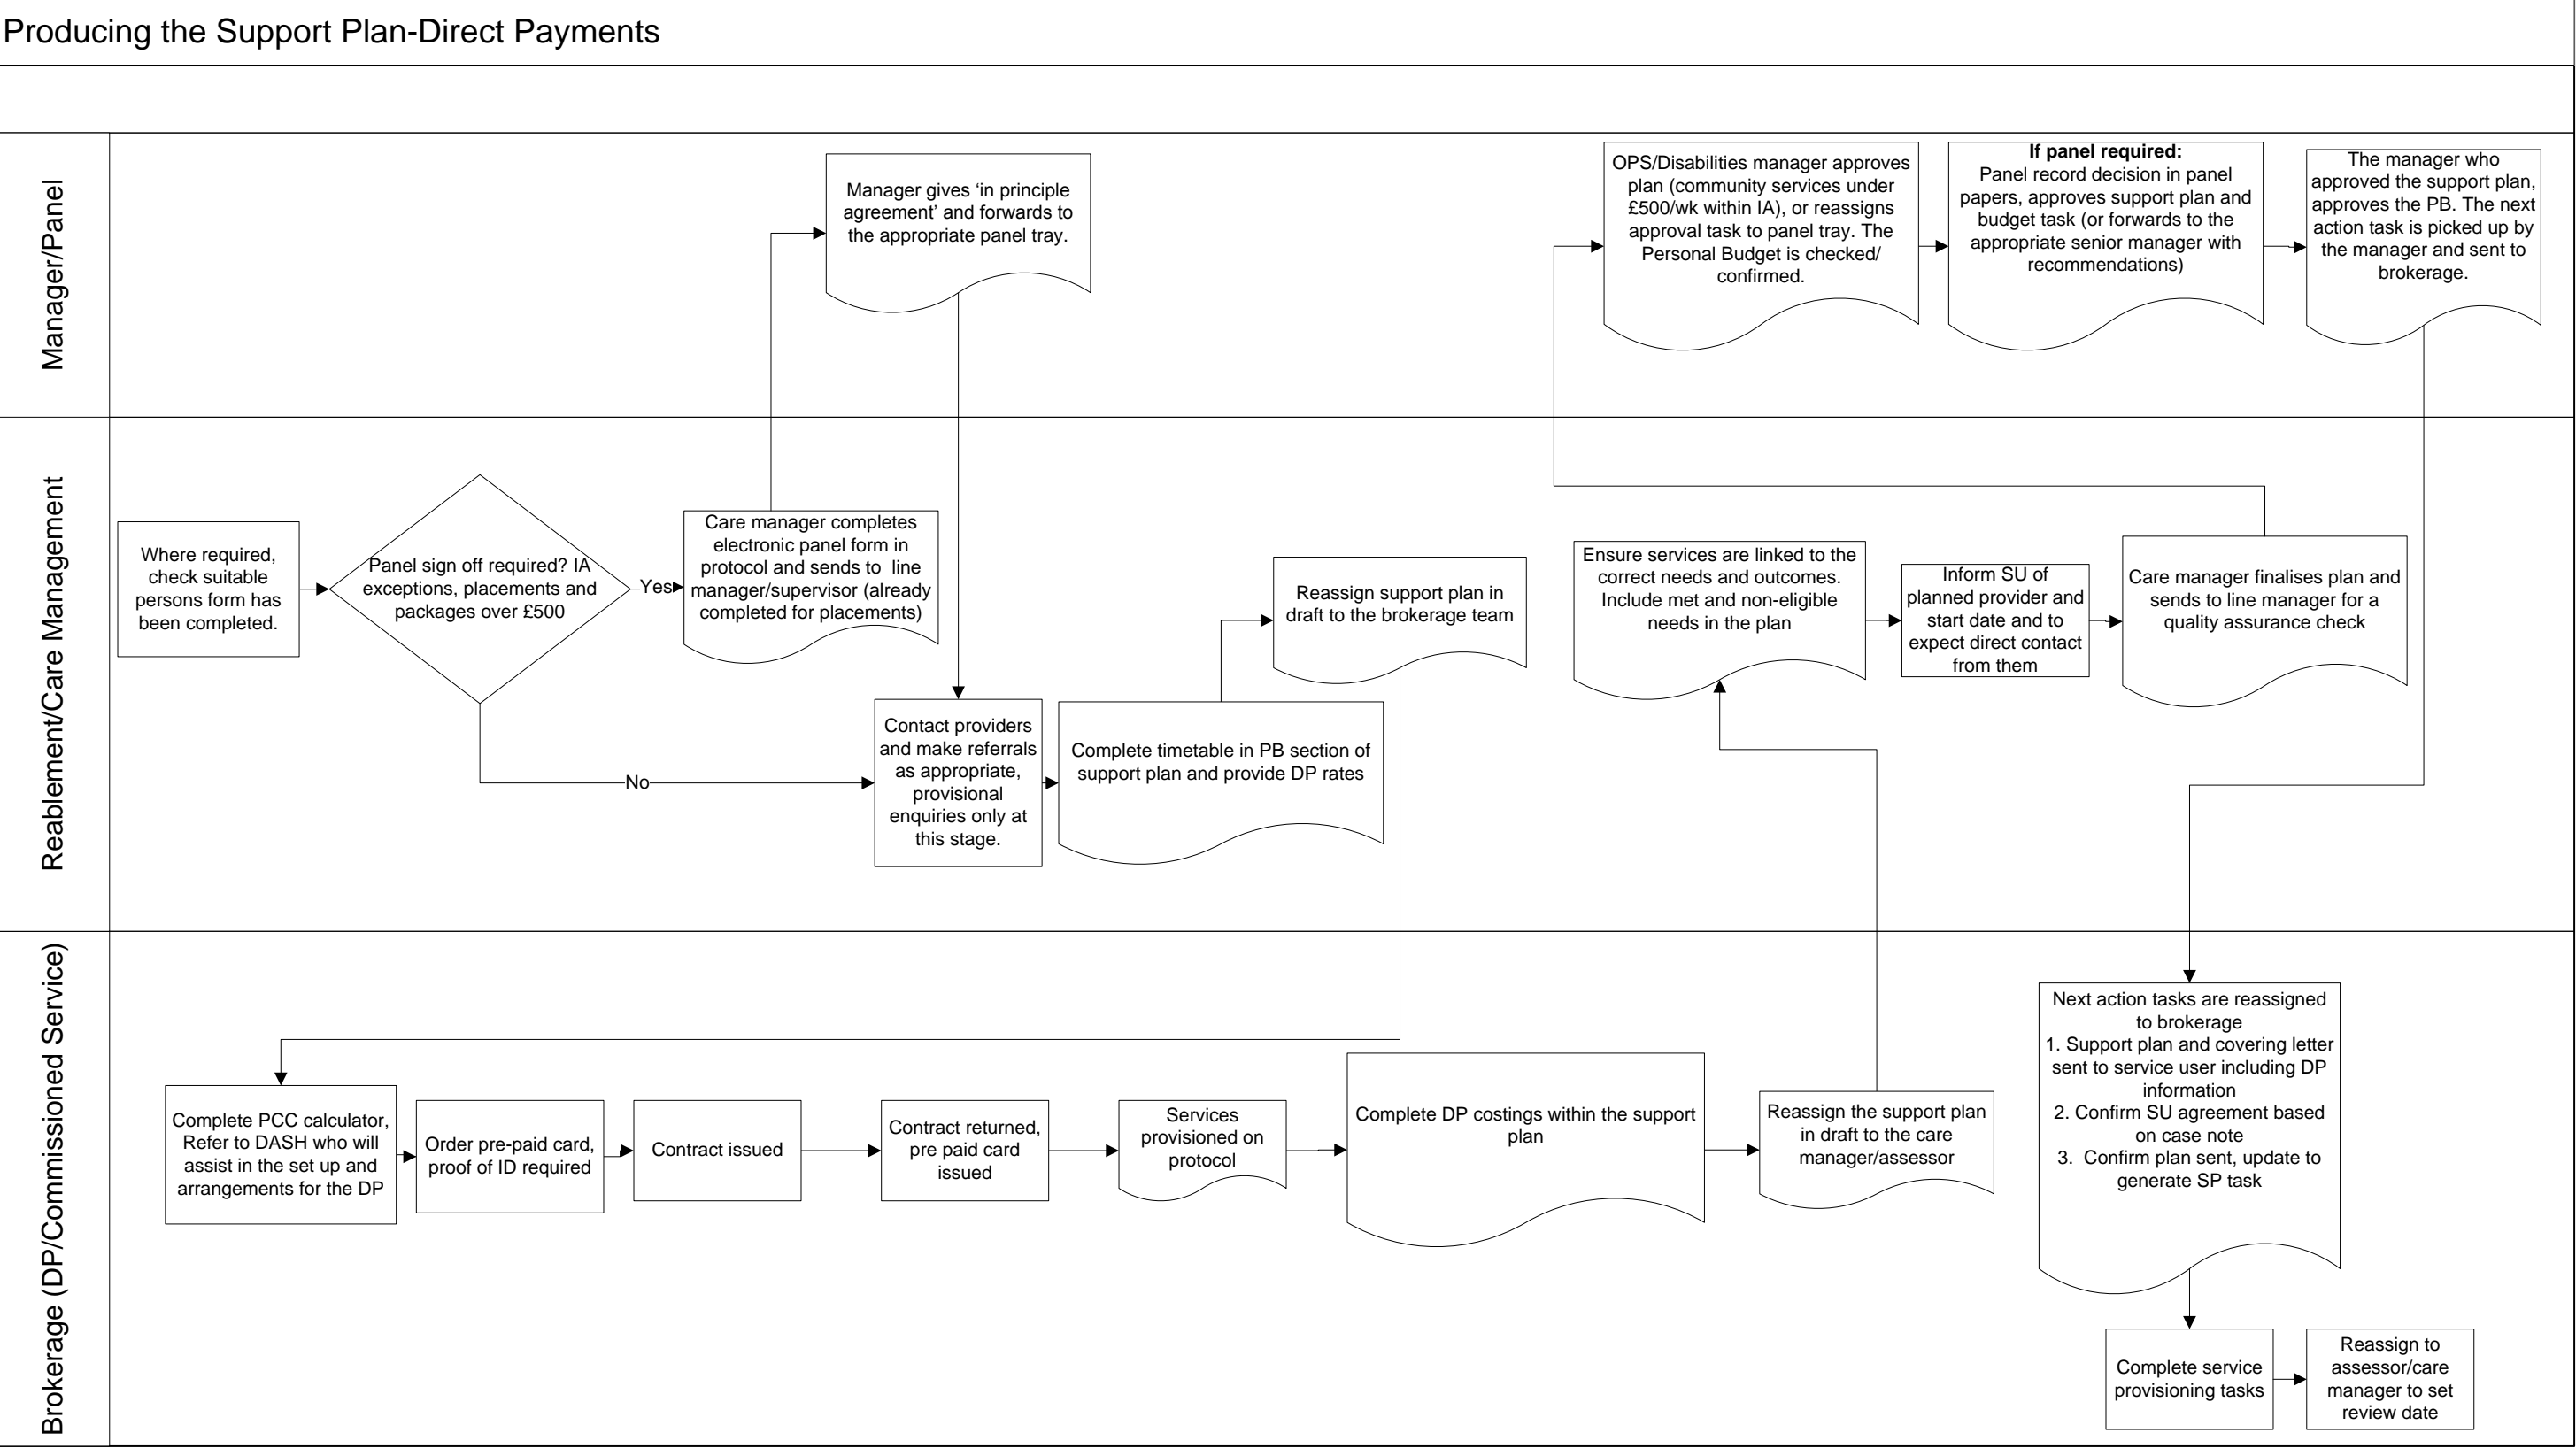 Producing the Support Plan-Direct Payments
Manager/Panel
Manager gives ‘in principle
agreement’ and forwards to
the appropriate panel tray.
OPS/Disabilities manager approves
plan (community services under
£500/wk within IA), or reassigns
approval task to panel tray. The
Personal Budget is checked/
confirmed.
If panel required:
Panel record decision in panel
papers, approves support plan and
budget task (or forwards to the
appropriate senior manager with
recommendations)
The manager who
approved the support plan,
approves the PB. The next
action task is picked up by
the manager and sent to
brokerage.
Reablement/Care Management
Where required,
check suitable
persons form has
been completed.
Panel sign off required? IA
exceptions, placements and
packages over £500
Yes
No
Care manager completes
electronic panel form in
protocol and sends to  line
manager/supervisor (already
completed for placements)
Contact providers
and make referrals
as appropriate,
provisional
enquiries only at
this stage.
Complete timetable in PB section of
support plan and provide DP rates
Reassign support plan in
draft to the brokerage team
Ensure services are linked to the
correct needs and outcomes.
Include met and non-eligible
needs in the plan
Inform SU of
planned provider and
start date and to
expect direct contact
from them
Care manager finalises plan and
sends to line manager for a
quality assurance check
Brokerage (DP/Commissioned Service)
Complete PCC calculator,
Refer to DASH who will
assist in the set up and
arrangements for the DP
Order pre-paid card,
proof of ID required
Contract issued
Contract returned,
pre paid card
issued
Services
provisioned on
protocol
Complete DP costings within the support
plan
Reassign the support plan
in draft to the care
manager/assessor
Next action tasks are reassigned
to brokerage
1. Support plan and covering letter
sent to service user including DP
information
2. Confirm SU agreement based
on case note
3.  Confirm plan sent, update to
generate SP task
Complete service
provisioning tasks
Reassign to
assessor/care
manager to set
review date